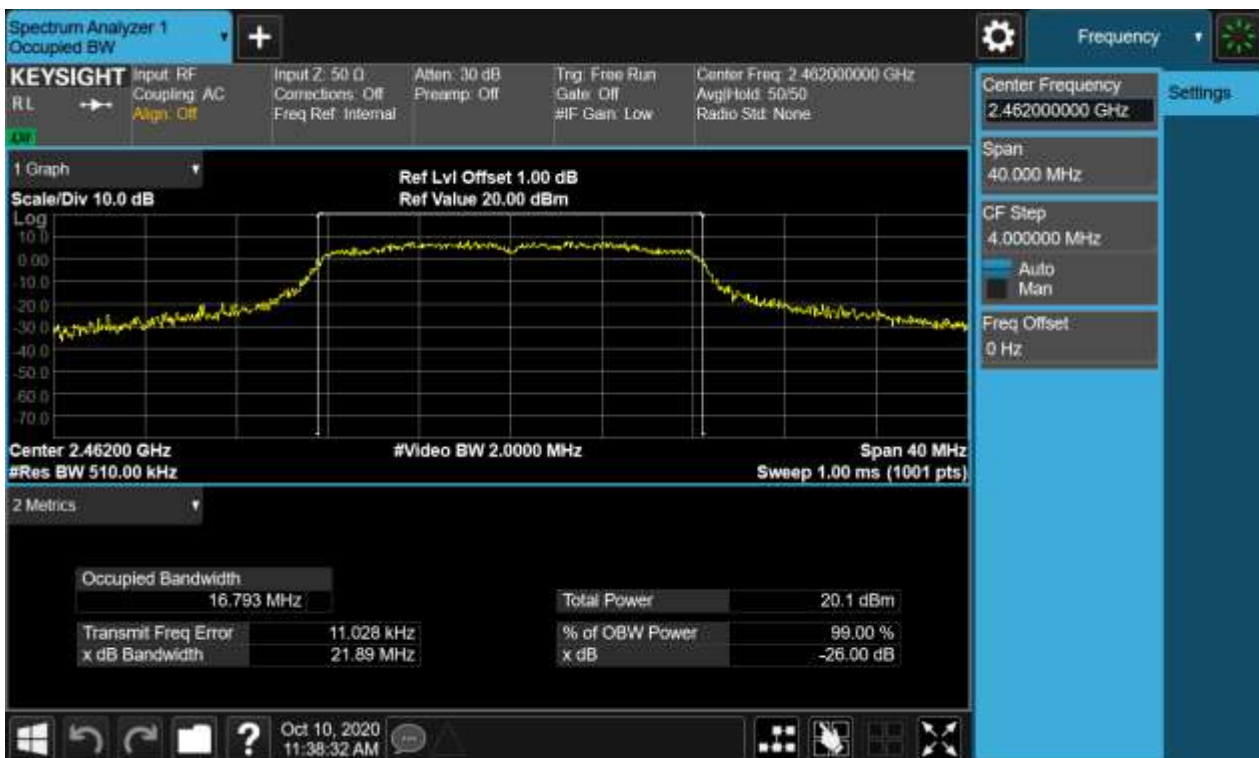 Spectrum Analyzer 1
Occupied BW
Frequency
KEYSIGHT
RL
Input: RF
Coupling: AC
Align: Off
Input Z: 50 Ω
Corrections: Off
Freq Ref: Internal
Atten: 30 dB
Preamp: Off
Trig: Free Run
Gate: Off
#IF Gain: Low
Center Freq: 2.462000000 GHz
Avg|Hold: 50/50
Radio Std: None
Center Frequency
2.462000000 GHz
Settings
Span
40.000 MHz
CF Step
4.000000 MHz
Auto
Man
Freq Offset
0 Hz
1 Graph
Scale/Div 10.0 dB
Ref Lvl Offset 1.00 dB
Ref Value 20.00 dBm
Log
10.0
0.00
-10.0
-20.0
-30.0
-40.0
-50.0
-60.0
-70.0
Center 2.46200 GHz
#Video BW 2.0000 MHz
Span 40 MHz
#Res BW 510.00 kHz
Sweep 1.00 ms (1001 pts)
2 Metrics
Occupied Bandwidth
16.793 MHz
Total Power 20.1 dBm
Transmit Freq Error 11.028 kHz
% of OBW Power 99.00 %
x dB Bandwidth 21.89 MHz
x dB -26.00 dB
?
Oct 10, 2020
11:38:32 AM